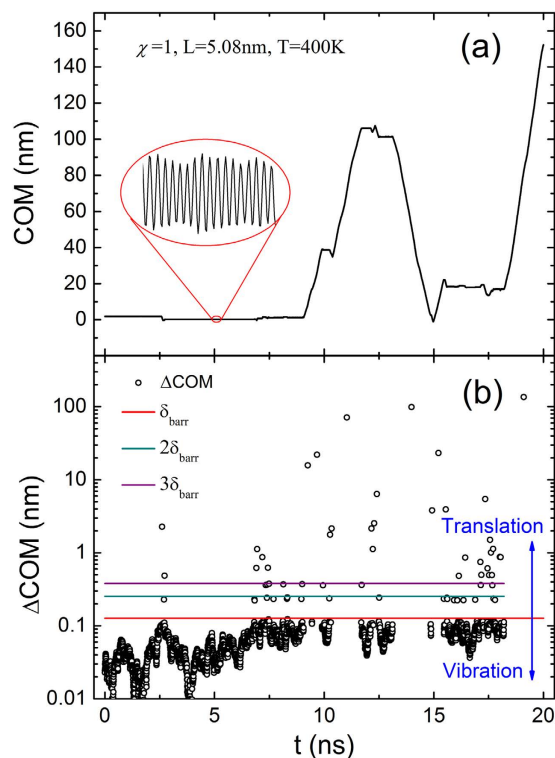 (a)
χ=1, L=5.08nm, T=400K
COM (nm)
160
140
120
100
80
60
40
20
0
(b)
ΔCOM
δbarr
2δbarr
3δbarr
ΔCOM (nm)
100
10
1
0.1
0.01
Translation
Vibration
0
5
10
15
20
t (ns)